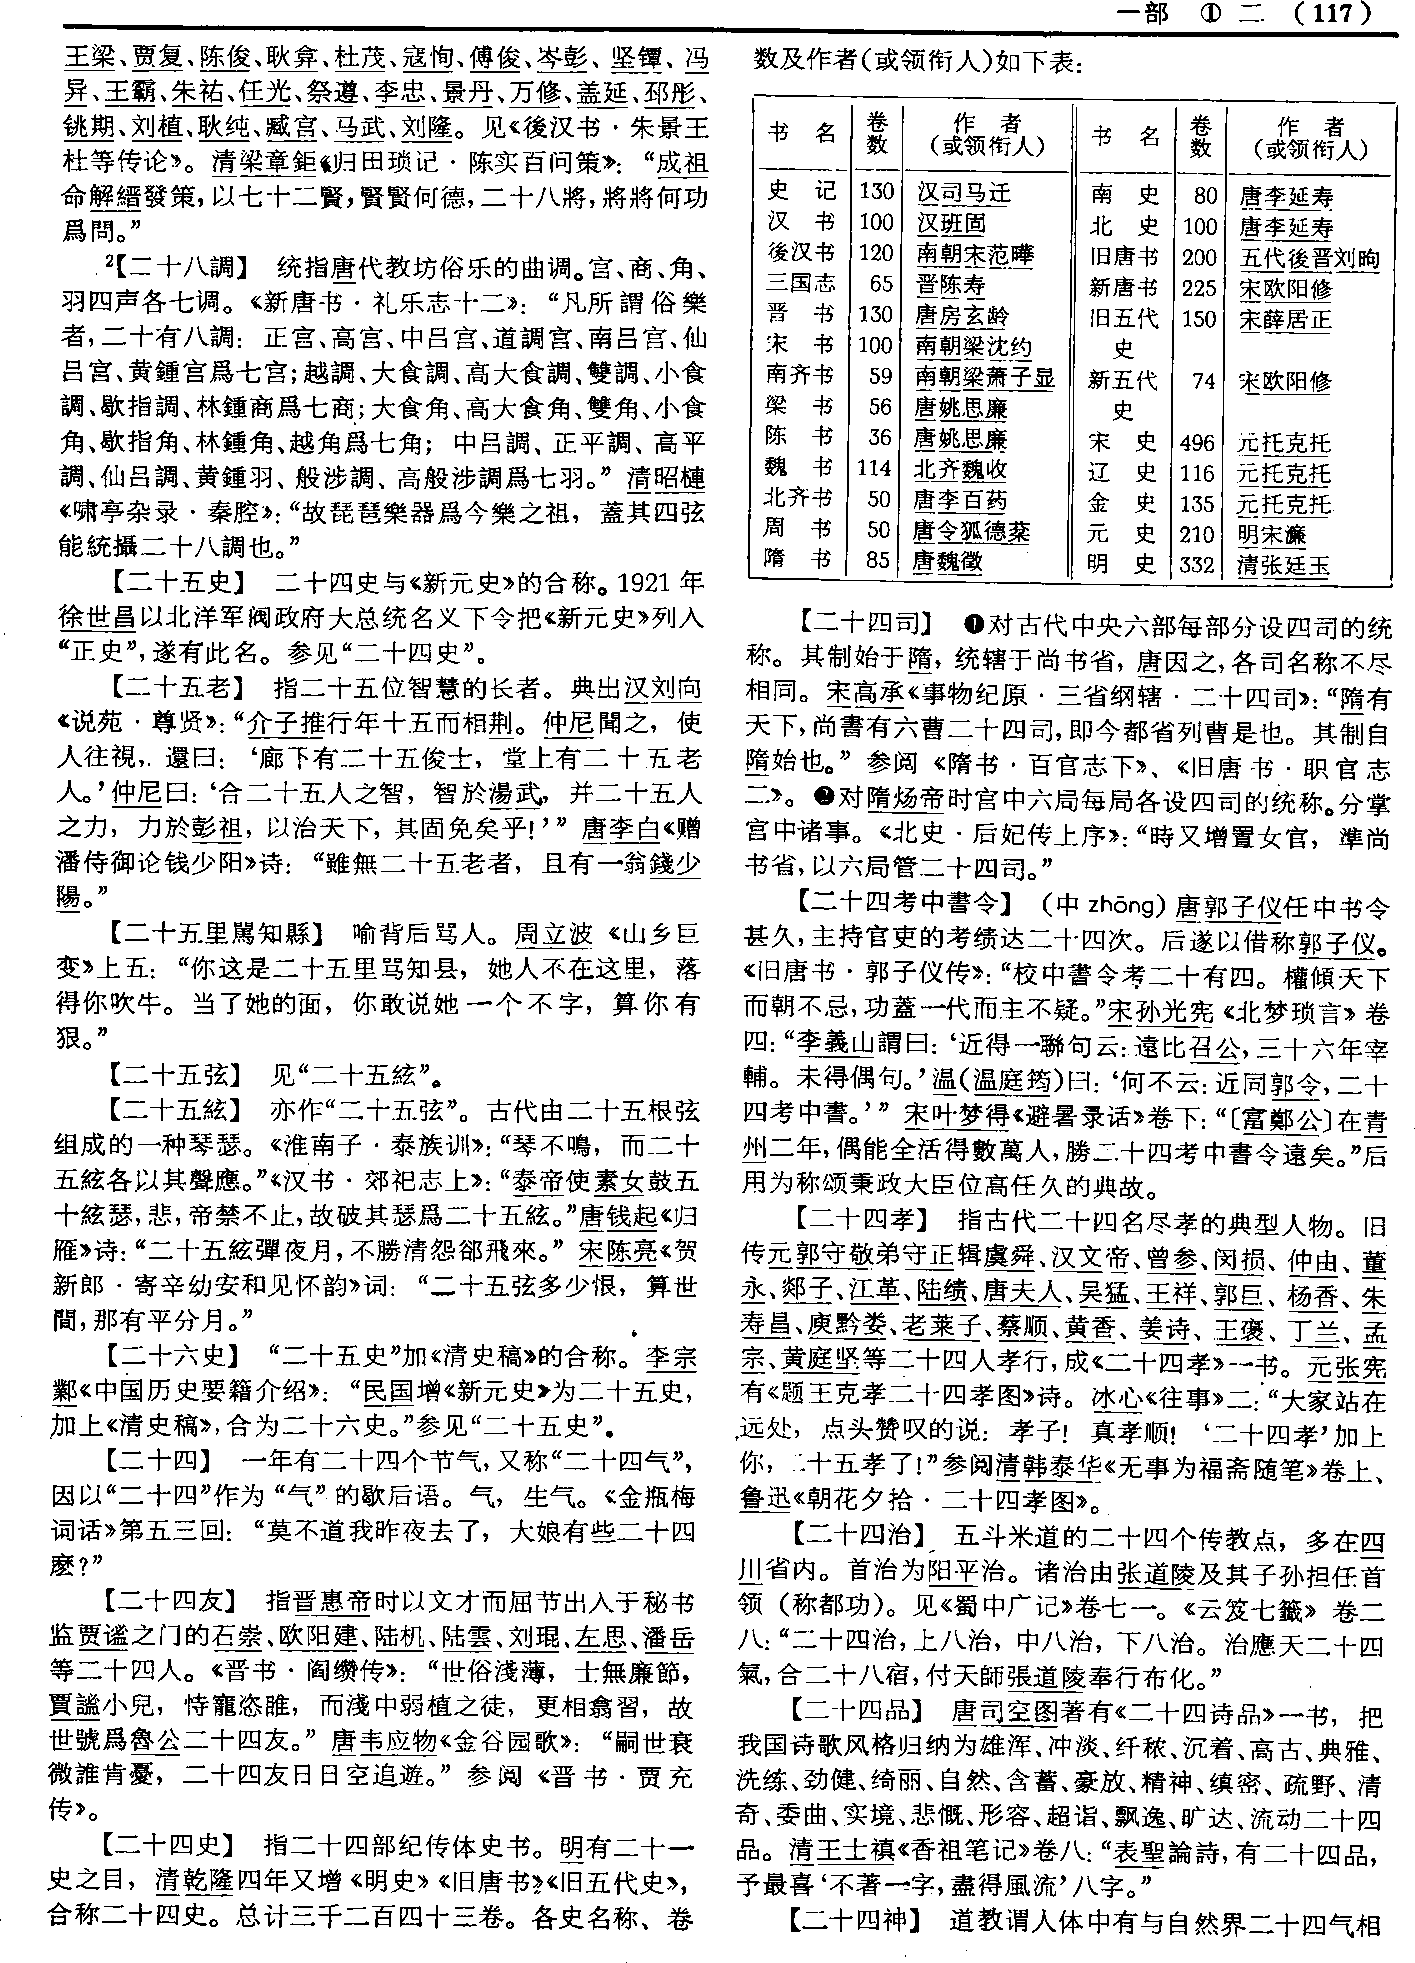 一部 ① 二 (117)
王梁、贾复、陈俊、耿弇、杜茂、寇恂、傅俊、岑彭、坚镡、冯
异、王霸、朱祐、任光、祭遵、李忠、景丹、万修、盖延、邳彤、
铫期、刘植、耿纯、臧宫、马武、刘隆。见《後汉书·朱景王
杜等传论》。清梁章鉅《归田琐记·陈实百问策》：“成祖
命解縉發策，以七十二賢，賢賢何德，二十八將，將將何功
爲問。”
²【二十八調】 统指唐代教坊俗乐的曲调。宫、商、角、
羽四声各七调。《新唐书·礼乐志十二》：“凡所謂俗樂
者，二十有八調：正宫、高宫、中吕宫、道調宫、南吕宫、仙
吕宫、黄鍾宫爲七宫；越調、大食調、高大食調、雙調、小食
調、歇指調、林鍾商爲七商；大食角、高大食角、雙角、小食
角、歇指角、林鍾角、越角爲七角；中吕調、正平調、高平
調、仙吕調、黄鍾羽、般涉調、高般涉調爲七羽。”清昭槤
《啸亭杂录·秦腔》：“故琵琶樂器爲今樂之祖，蓋其四弦
能統攝二十八調也。”
【二十五史】 二十四史与《新元史》的合称。1921年
徐世昌以北洋军阀政府大总统名义下令把《新元史》列入
“正史”，遂有此名。参见“二十四史”。
【二十五老】 指二十五位智慧的长者。典出汉刘向
《说苑·尊贤》：“介子推行年十五而相荆。仲尼聞之，使
人往視，還曰：‘廊下有二十五俊士，堂上有二十五老
人。’仲尼曰：‘合二十五人之智，智於湯武，并二十五人
之力，力於彭祖，以治天下，其固免矣乎！’”唐李白《赠
潘侍御论钱少阳》诗：“雖無二十五老者，且有一翁錢少
陽。”
【二十五里駡知縣】 喻背后骂人。周立波《山乡巨
变》上五：“你这是二十五里骂知县，她人不在这里，落
得你吹牛。当了她的面，你敢说她一个不字，算你有
狠。”
【二十五弦】 见“二十五絃”。
【二十五絃】 亦作“二十五弦”。古代由二十五根弦
组成的一种琴瑟。《淮南子·泰族训》：“琴不鳴，而二十
五絃各以其聲應。”《汉书·郊祀志上》：“泰帝使素女鼓五
十絃瑟，悲，帝禁不止，故破其瑟爲二十五絃。”唐钱起《归
雁》诗：“二十五絃彈夜月，不勝清怨郤飛來。”宋陈亮《贺
新郎·寄辛幼安和见怀韵》词：“二十五弦多少恨，算世
間，那有平分月。”
【二十六史】 “二十五史”加《清史稿》的合称。李宗
鄴《中国历史要籍介绍》：“民国增《新元史》为二十五史，
加上《清史稿》，合为二十六史。”参见“二十五史”。
【二十四】 一年有二十四个节气，又称“二十四气”，
因以“二十四”作为“气”的歇后语。气，生气。《金瓶梅
词话》第五三回：“莫不道我昨夜去了，大娘有些二十四
麽？”
【二十四友】 指晋惠帝时以文才而屈节出入于秘书
监贾谧之门的石崇、欧阳建、陆机、陆雲、刘琨、左思、潘岳
等二十四人。《晋书·阎缵传》：“世俗淺薄，士無廉節，
賈謐小兒，恃寵恣睢，而淺中弱植之徒，更相翕習，故
世號爲魯公二十四友。”唐韦应物《金谷园歌》：“嗣世衰
微誰肯憂，二十四友日日空追遊。”参阅《晋书·贾充
传》。
【二十四史】 指二十四部纪传体史书。明有二十一
史之目，清乾隆四年又增《明史》《旧唐书》《旧五代史》，
合称二十四史。总计三千二百四十三卷。各史名称、卷
数及作者（或领衔人）如下表：
书 名 卷数 作 者（或领衔人） 书 名 卷数 作 者（或领衔人）
史 记 130 汉司马迁 南 史 80 唐李延寿
汉 书 100 汉班固 北 史 100 唐李延寿
後汉书 120 南朝宋范曄 旧唐书 200 五代後晋刘昫
三国志 65 晋陈寿 新唐书 225 宋欧阳修
晋 书 130 唐房玄龄 旧五代史 150 宋薛居正
宋 书 100 南朝梁沈约
南齐书 59 南朝梁萧子显 新五代史 74 宋欧阳修
梁 书 56 唐姚思廉
陈 书 36 唐姚思廉 宋 史 496 元托克托
魏 书 114 北齐魏收 辽 史 116 元托克托
北齐书 50 唐李百药 金 史 135 元托克托
周 书 50 唐令狐德棻 元 史 210 明宋濂
隋 书 85 唐魏徵 明 史 332 清张廷玉
【二十四司】 ❶对古代中央六部每部分设四司的统
称。其制始于隋，统辖于尚书省，唐因之，各司名称不尽
相同。宋高承《事物纪原·三省纲辖·二十四司》：“隋有
天下，尚書有六曹二十四司，即今都省列曹是也。其制自
隋始也。”参阅《隋书·百官志下》、《旧唐书·职官志
二》。❷对隋炀帝时宫中六局每局各设四司的统称。分掌
宫中诸事。《北史·后妃传上序》：“時又增置女官，準尚
书省，以六局管二十四司。”
【二十四考中書令】 （中 zhōng）唐郭子仪任中书令
甚久，主持官吏的考绩达二十四次。后遂以借称郭子仪。
《旧唐书·郭子仪传》：“校中書令考二十有四。權傾天下
而朝不忌，功蓋一代而主不疑。”宋孙光宪《北梦琐言》卷
四：“李義山謂曰：‘近得一聯句云：遠比召公，三十六年宰
輔。未得偶句。’温（温庭筠）曰：‘何不云：近同郭令，二十
四考中書。’”宋叶梦得《避暑录话》卷下：“〔富鄭公〕在青
州二年，偶能全活得數萬人，勝二十四考中書令遠矣。”后
用为称颂秉政大臣位高任久的典故。
【二十四孝】 指古代二十四名尽孝的典型人物。旧
传元郭守敬弟守正辑虞舜、汉文帝、曾参、闵损、仲由、董
永、郯子、江革、陆绩、唐夫人、吴猛、王祥、郭巨、杨香、朱
寿昌、庾黔娄、老莱子、蔡顺、黄香、姜诗、王褒、丁兰、孟
宗、黄庭坚等二十四人孝行，成《二十四孝》一书。元张宪
有《题王克孝二十四孝图》诗。冰心《往事》二：“大家站在
远处，点头赞叹的说：孝子！真孝顺！‘二十四孝’加上
你，二十五孝了！”参阅清韩泰华《无事为福斋随笔》卷上、
鲁迅《朝花夕拾·二十四孝图》。
【二十四治】 五斗米道的二十四个传教点，多在四
川省内。首治为阳平治。诸治由张道陵及其子孙担任首
领（称都功）。见《蜀中广记》卷七一。《云笈七籤》卷二
八：“二十四治，上八治，中八治，下八治。治應天二十四
氣，合二十八宿，付天師張道陵奉行布化。”
【二十四品】 唐司空图著有《二十四诗品》一书，把
我国诗歌风格归纳为雄浑、冲淡、纤秾、沉着、高古、典雅、
洗练、劲健、绮丽、自然、含蓄、豪放、精神、缜密、疏野、清
奇、委曲、实境、悲慨、形容、超诣、飘逸、旷达、流动二十四
品。清王士禛《香祖笔记》卷八：“表聖論詩，有二十四品，
予最喜‘不著一字，盡得風流’八字。”
【二十四神】 道教谓人体中有与自然界二十四气相